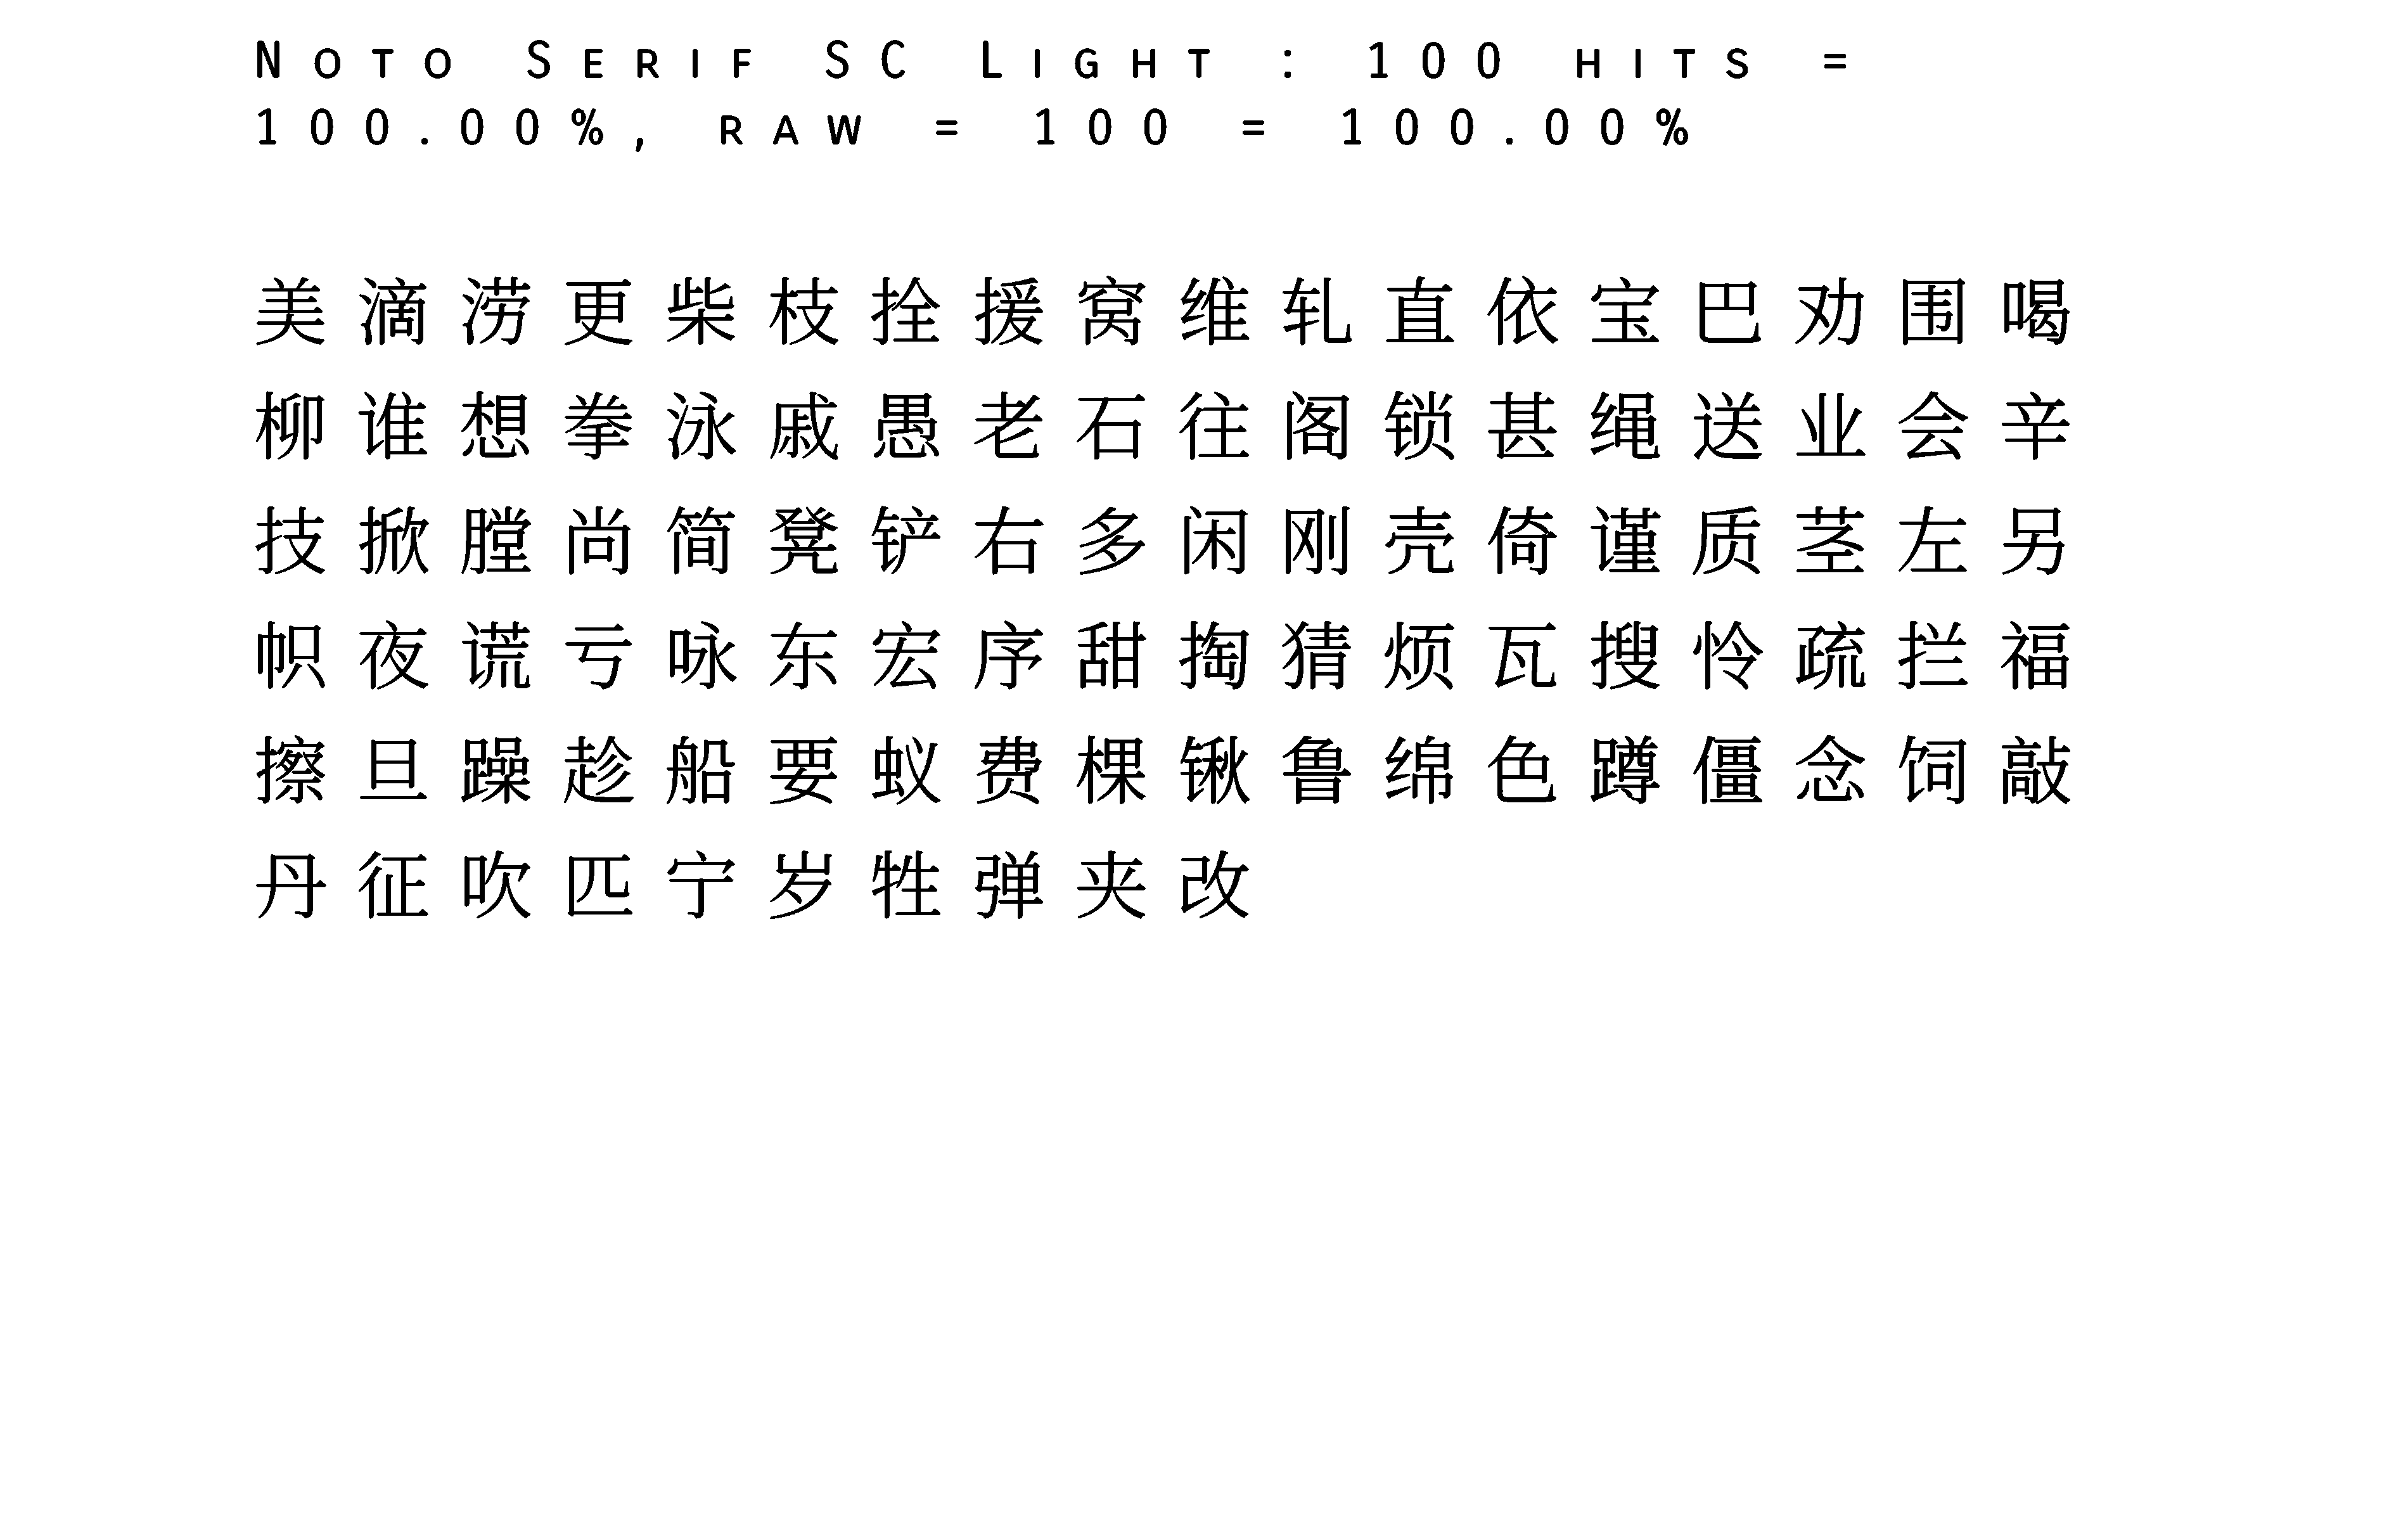 Noto Serif SC Light : 100 hits =
100.00%, raw = 100 = 100.00%
美滴涝更柴枝拴援窝维轧直依宝巴劝围喝
柳谁想拳泳戚愚老石往阁锁甚绳送业会辛
技掀膛尚简凳铲右多闲刚壳倚谨质茎左另
帜夜谎亏咏东宏序甜掏猜烦瓦搜怜疏拦福
擦旦躁趁船要蚁费棵锹鲁绵色蹲僵念饲敲
丹征吹匹宁岁牲弹夹改